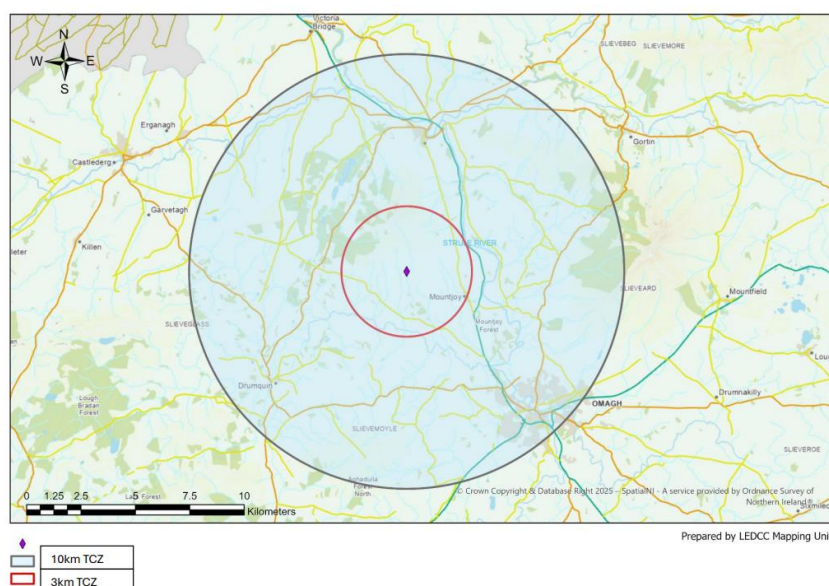 Victoria
Bridge
SLIEVEBEG
SLIEVEMORE
N
W
E
S
Erganagh
Castlederg
Gortin
Garvetagh
Killen
STRULE RIVER
Mountjoy
SLIEVEARD
Mountfield
Mountjoy
Forest
SLIEVEGLASS
Drumquin
Lough
Bradan
Forest
OMAGH
Drumnakilly
SLIEVEMOYLE
SLIEVEROE
Forest
North
0 1.25 2.5 5 7.5 10
Kilometers
© Crown Copyright & Database Right 2025 - SpatialNI - A service provided by Ordnance Survey of
Northern Ireland®
Prepared by LEDCC Mapping Uni
10km TCZ
3km TCZ